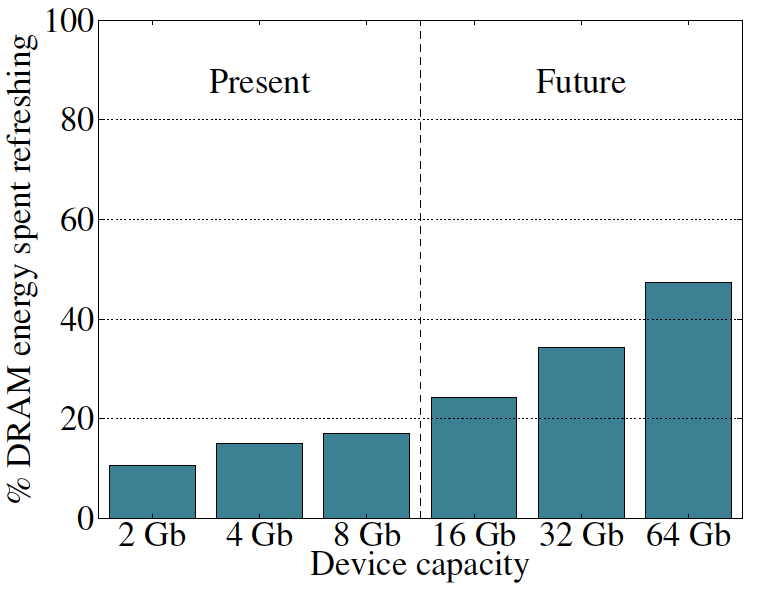 % DRAM energy spent refreshing
100
80
60
40
20
0
Present
Future
2 Gb
4 Gb
8 Gb
16 Gb
32 Gb
64 Gb
Device capacity